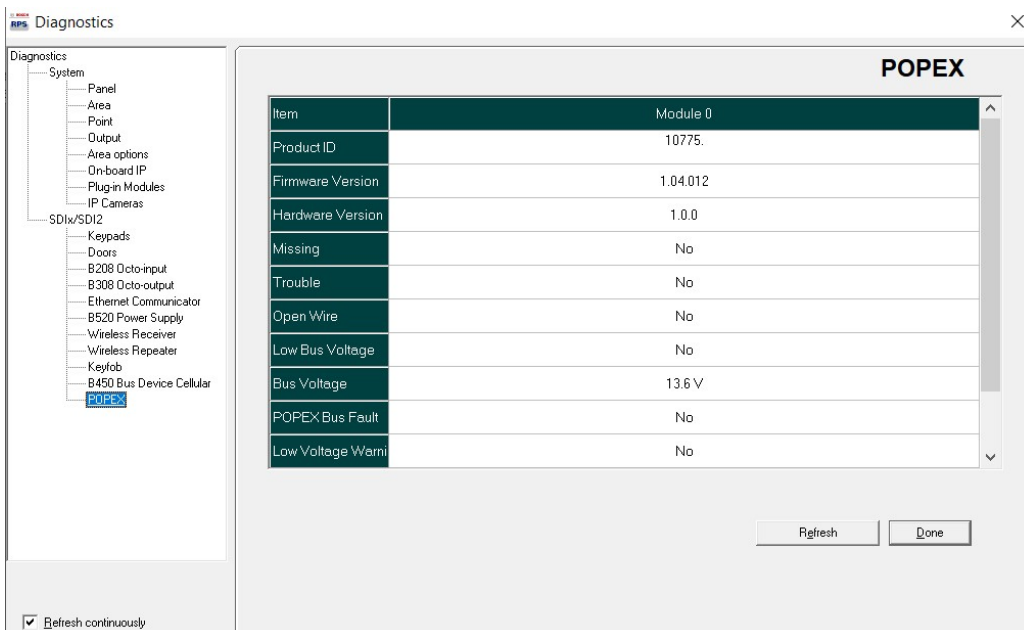 BOSCH
RPS
Diagnostics
Diagnostics
System
Panel
Area
Point
Output
Area options
On-board IP
Plug-in Modules
IP Cameras
SDIx/SDI2
Keypads
Doors
B208 Octo-input
B308 Octo-output
Ethernet Communicator
B520 Power Supply
Wireless Receiver
Wireless Repeater
Keyfob
B450 Bus Device Cellular
POPEX
Refresh continuously
POPEX
Item Module 0
Product ID 10775.
Firmware Version 1.04.012
Hardware Version 1.0.0
Missing No
Trouble No
Open Wire No
Low Bus Voltage No
Bus Voltage 13.6 V
POPEX Bus Fault No
Low Voltage Warni No
Refresh Done